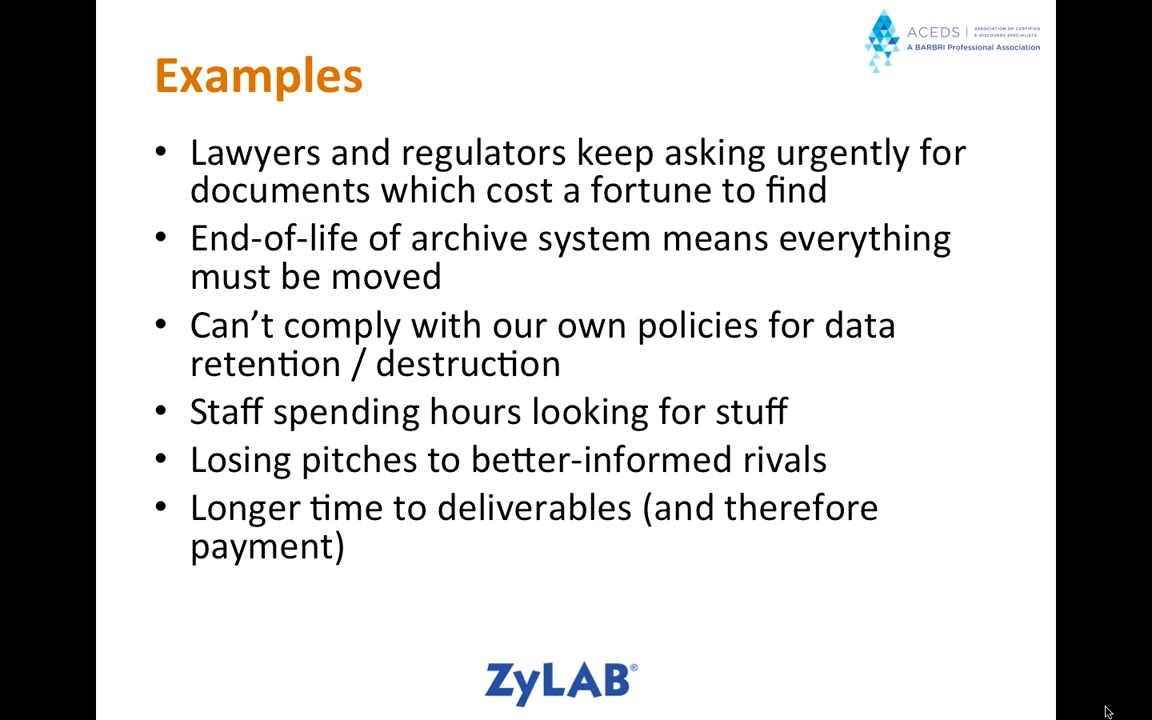 ACEDS | ASSOCIATION OF CERTIFIED
E-DISCOVERY SPECIALISTS
A BARBRI Professional Association
Examples
• Lawyers and regulators keep asking urgently for
documents which cost a fortune to find
• End-of-life of archive system means everything
must be moved
• Can’t comply with our own policies for data
retention / destruction
• Staff spending hours looking for stuff
• Losing pitches to better-informed rivals
• Longer time to deliverables (and therefore
payment)
ZyLAB®